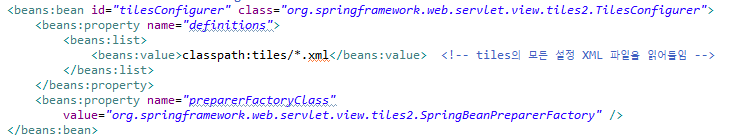 <beans:bean id="tilesConfigurer" class="org.springframework.web.servlet.view.tiles2.TilesConfigurer">
    <beans:property name="definitions">
        <beans:list>
            <beans:value>classpath:tiles/*.xml</beans:value>  <!-- tiles의 모든 설정 XML 파일을 읽어들임 -->
        </beans:list>
    </beans:property>
    <beans:property name="preparerFactoryClass"
        value="org.springframework.web.servlet.view.tiles2.SpringBeanPreparerFactory" />
</beans:bean>